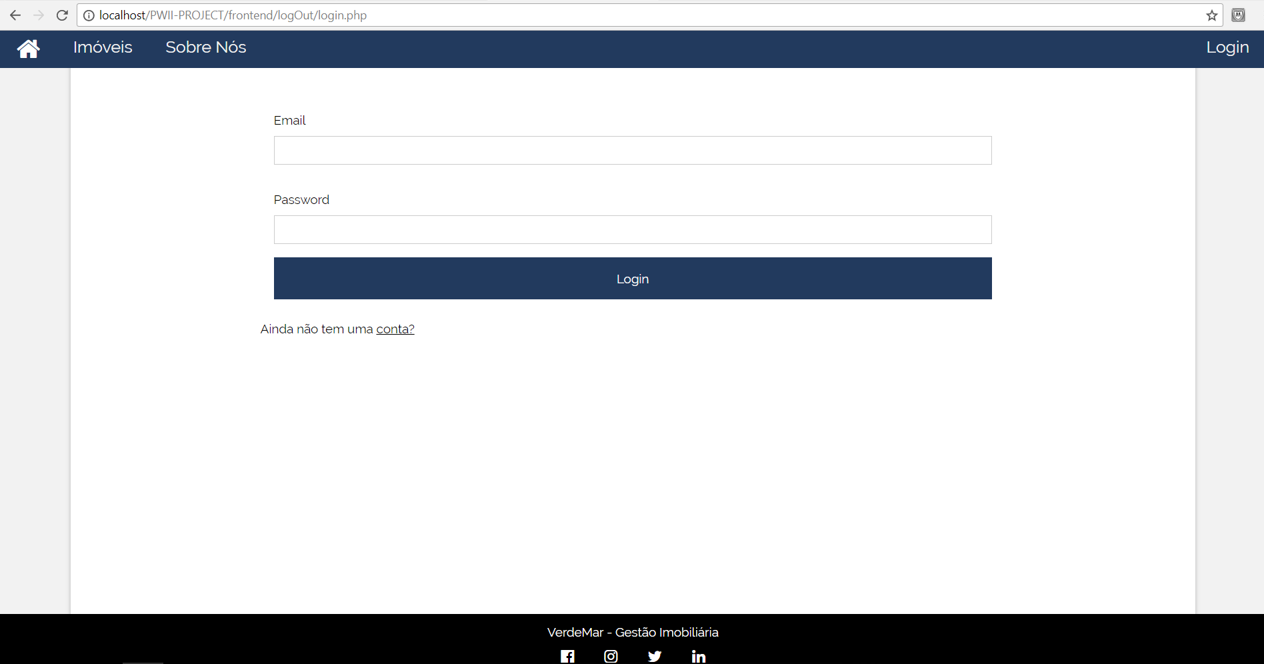 localhost/PWII-PROJECT/frontend/logOut/login.php
Imóveis Sobre Nós Login
Email
Password
Login
Ainda não tem uma conta?
VerdeMar - Gestão Imobiliária